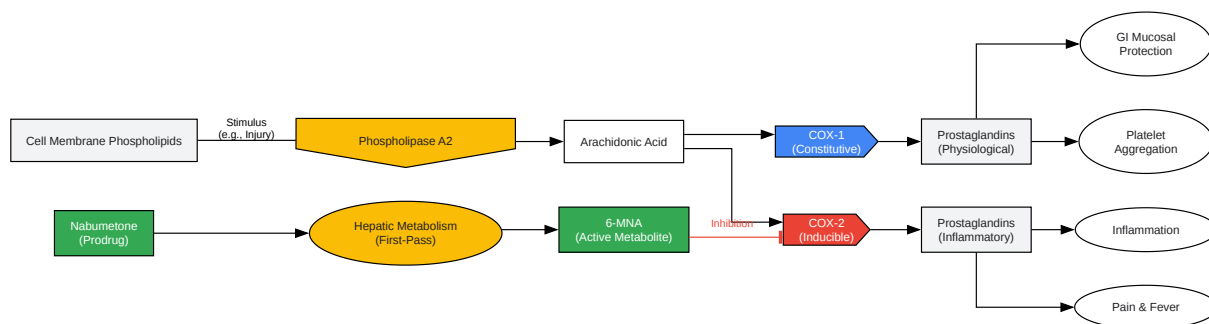 GI Mucosal
Protection
Stimulus
(e.g., Injury)
Cell Membrane Phospholipids
Phospholipase A2
Arachidonic Acid
COX-1
(Constitutive)
Prostaglandins
(Physiological)
Platelet
Aggregation
Nabumetone
(Prodrug)
Hepatic Metabolism
(First-Pass)
6-MNA
(Active Metabolite)
Inhibition
COX-2
(Inducible)
Prostaglandins
(Inflammatory)
Inflammation
Pain & Fever